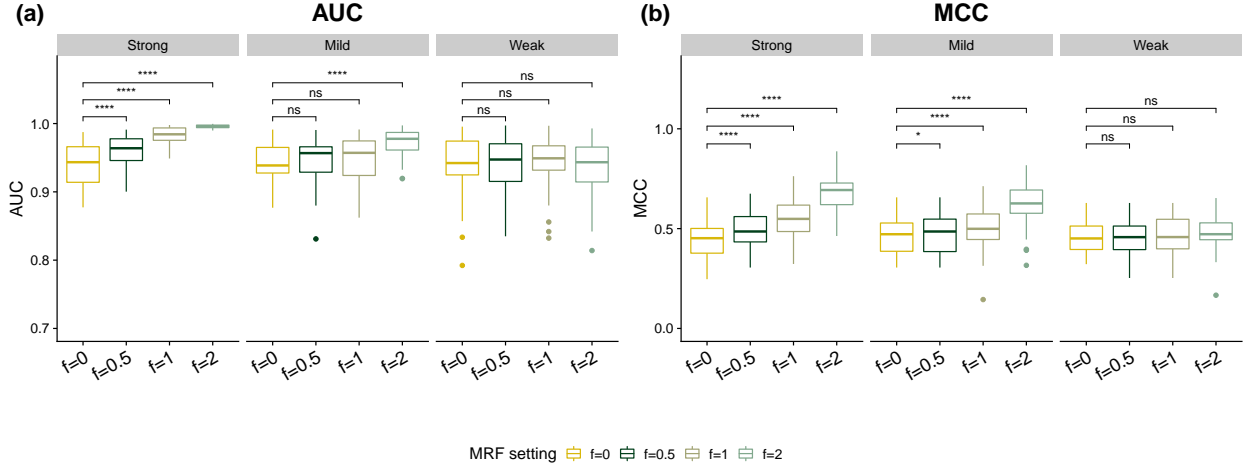 (a) AUC
Strong Mild Weak
**** **** ns
**** ns ns
**** ns ns
AUC
1.0
0.9
0.8
0.7
f=0 f=0.5 f=1 f=2 f=0 f=0.5 f=1 f=2 f=0 f=0.5 f=1 f=2
(b) MCC
Strong Mild Weak
**** **** ns
**** **** ns
**** * ns
MCC
1.0
0.5
0.0
f=0 f=0.5 f=1 f=2 f=0 f=0.5 f=1 f=2 f=0 f=0.5 f=1 f=2
MRF setting f=0 f=0.5 f=1 f=2